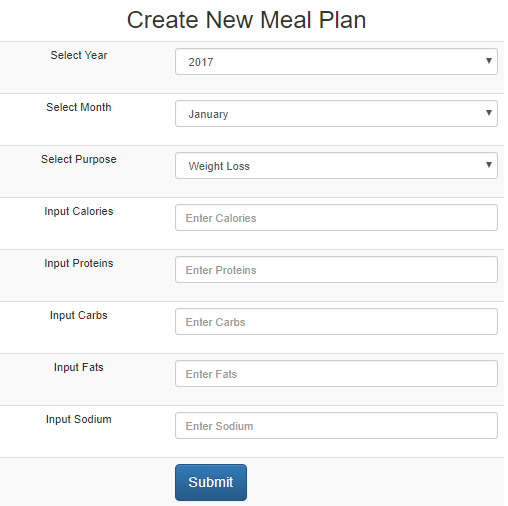 Create New Meal Plan
Select Year 2017
Select Month January
Select Purpose Weight Loss
Input Calories Enter Calories
Input Proteins Enter Proteins
Input Carbs Enter Carbs
Input Fats Enter Fats
Input Sodium Enter Sodium
Submit